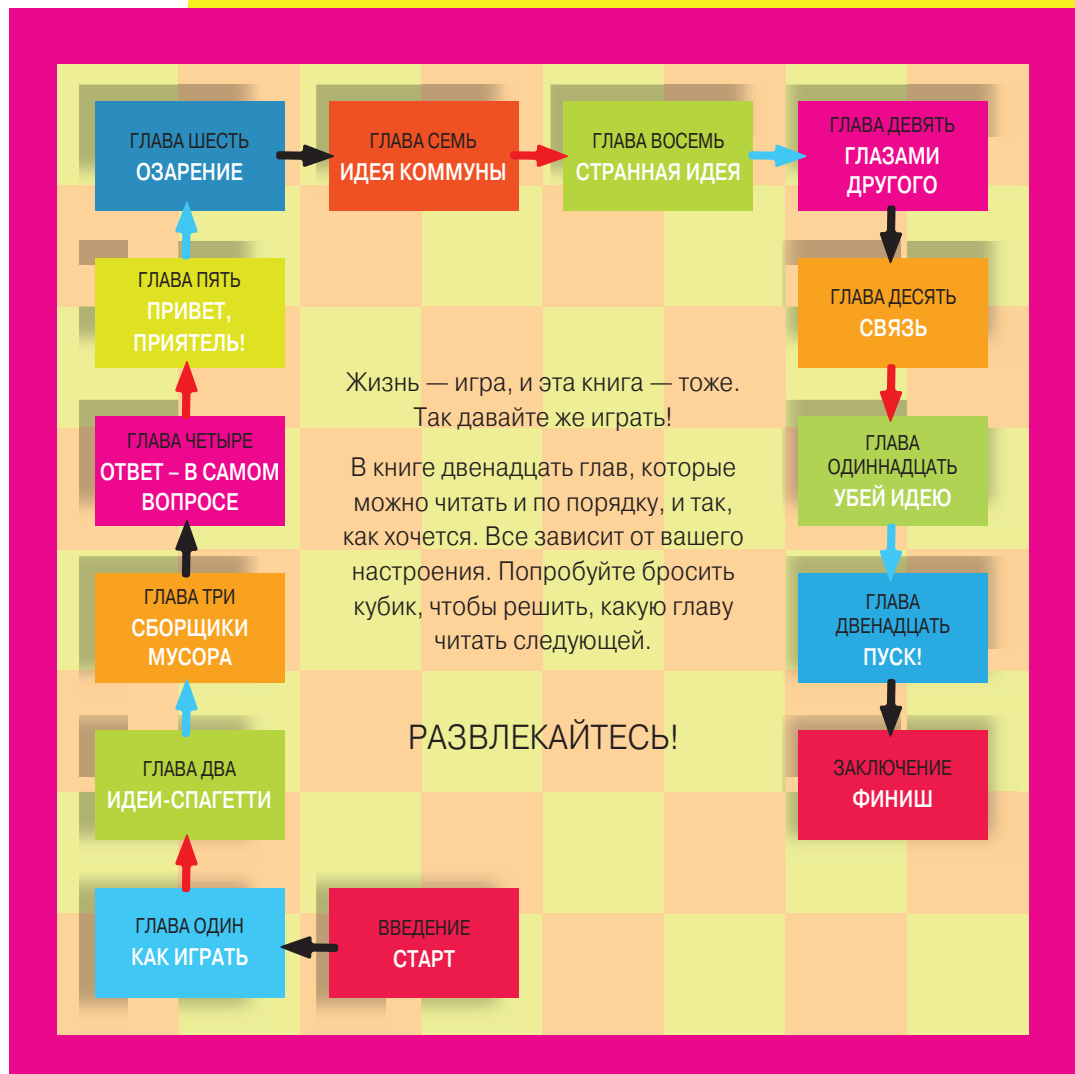 ГЛАВА ШЕСТЬ
ОЗАРЕНИЕ
ГЛАВА СЕМЬ
ИДЕЯ КОММУНЫ
ГЛАВА ВОСЕМЬ
СТРАННАЯ ИДЕЯ
ГЛАВА ДЕВЯТЬ
ГЛАЗАМИ
ДРУГОГО
ГЛАВА ПЯТЬ
ПРИВЕТ,
ПРИЯТЕЛЬ!
ГЛАВА ДЕСЯТЬ
СВЯЗЬ
Жизнь — игра, и эта книга — тоже.
Так давайте же играть!
ГЛАВА ЧЕТЫРЕ
ОТВЕТ – В САМОМ
ВОПРОСЕ
В книге двенадцать глав, которые
можно читать и по порядку, и так,
как хочется. Все зависит от вашего
настроения. Попробуйте бросить
кубик, чтобы решить, какую главу
читать следующей.
ГЛАВА
ОДИННАДЦАТЬ
УБЕЙ ИДЕЮ
ГЛАВА ТРИ
СБОРЩИКИ
МУСОРА
ГЛАВА
ДВЕНАДЦАТЬ
ПУСК!
РАЗВЛЕКАЙТЕСЬ!
ГЛАВА ДВА
ИДЕИ-СПАГЕТТИ
ЗАКЛЮЧЕНИЕ
ФИНИШ
ГЛАВА ОДИН
КАК ИГРАТЬ
ВВЕДЕНИЕ
СТАРТ